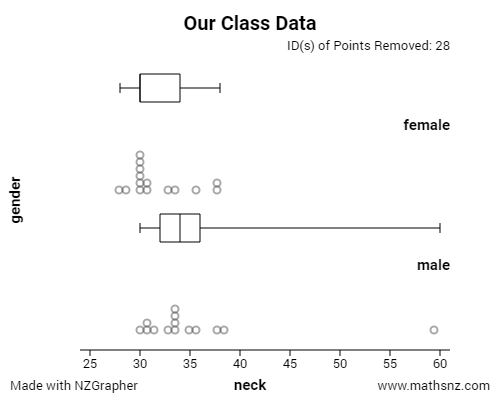 Our Class Data
ID(s) of Points Removed: 28
female
gender
male
25 30 35 40 45 50 55 60
Made with NZGrapher neck www.mathsnz.com